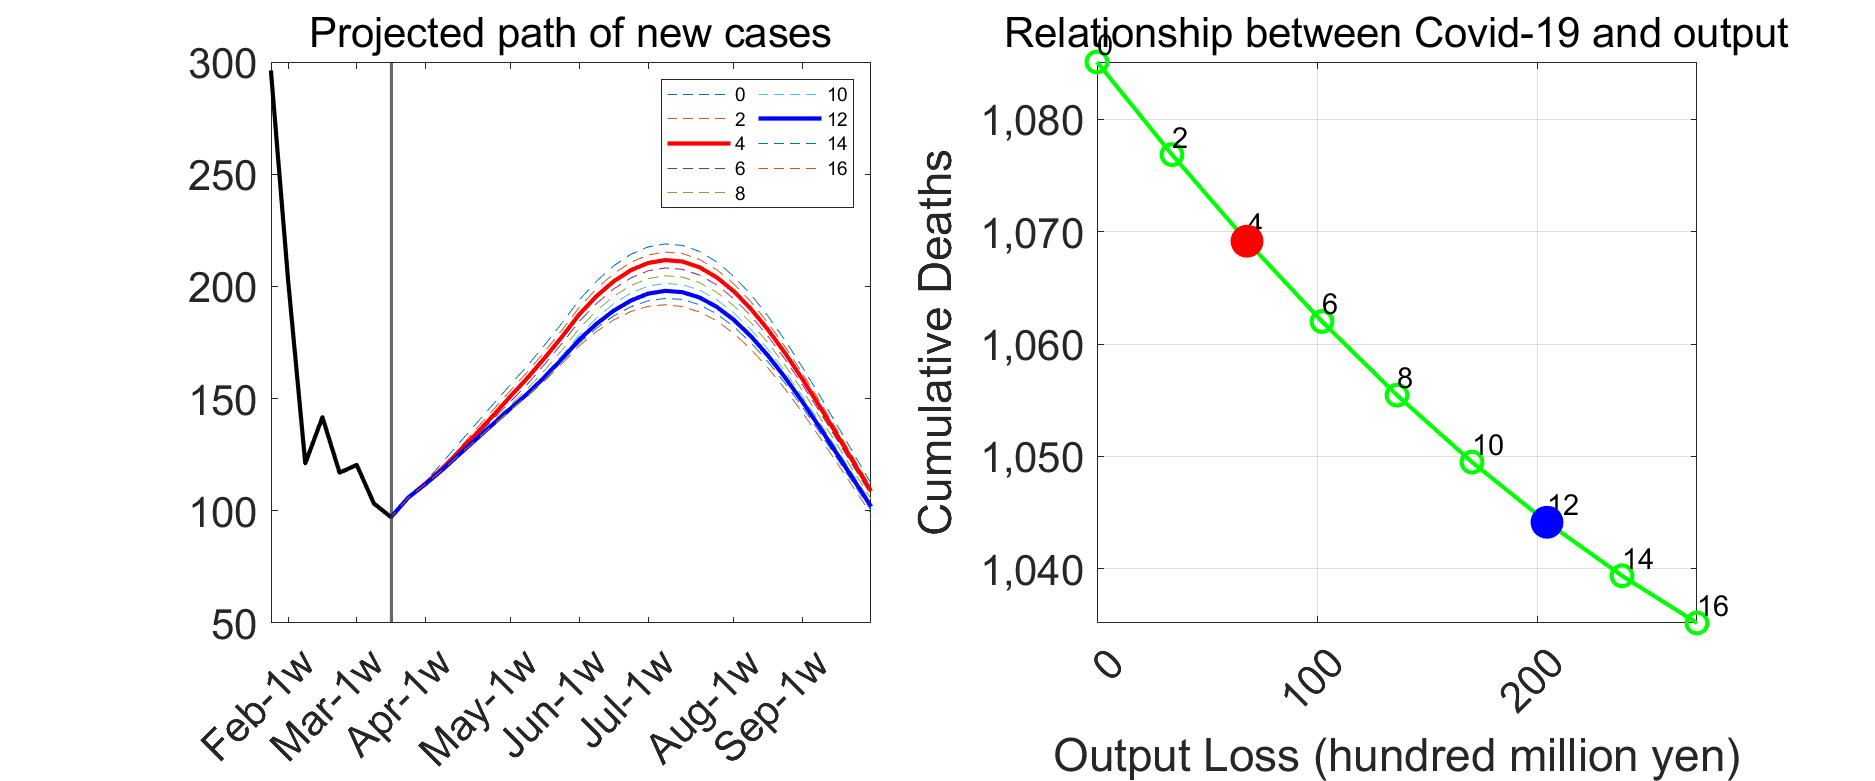 Projected path of new cases
300
250
200
150
100
50
0
2
4
6
8
10
12
14
16
Feb-1w
Mar-1w
Apr-1w
May-1w
Jun-1w
Jul-1w
Aug-1w
Sep-1w
Relationship between Covid-19 and output
Cumulative Deaths
1,080
1,070
1,060
1,050
1,040
0
2
4
6
8
10
12
14
16
0
100
200
Output Loss (hundred million yen)